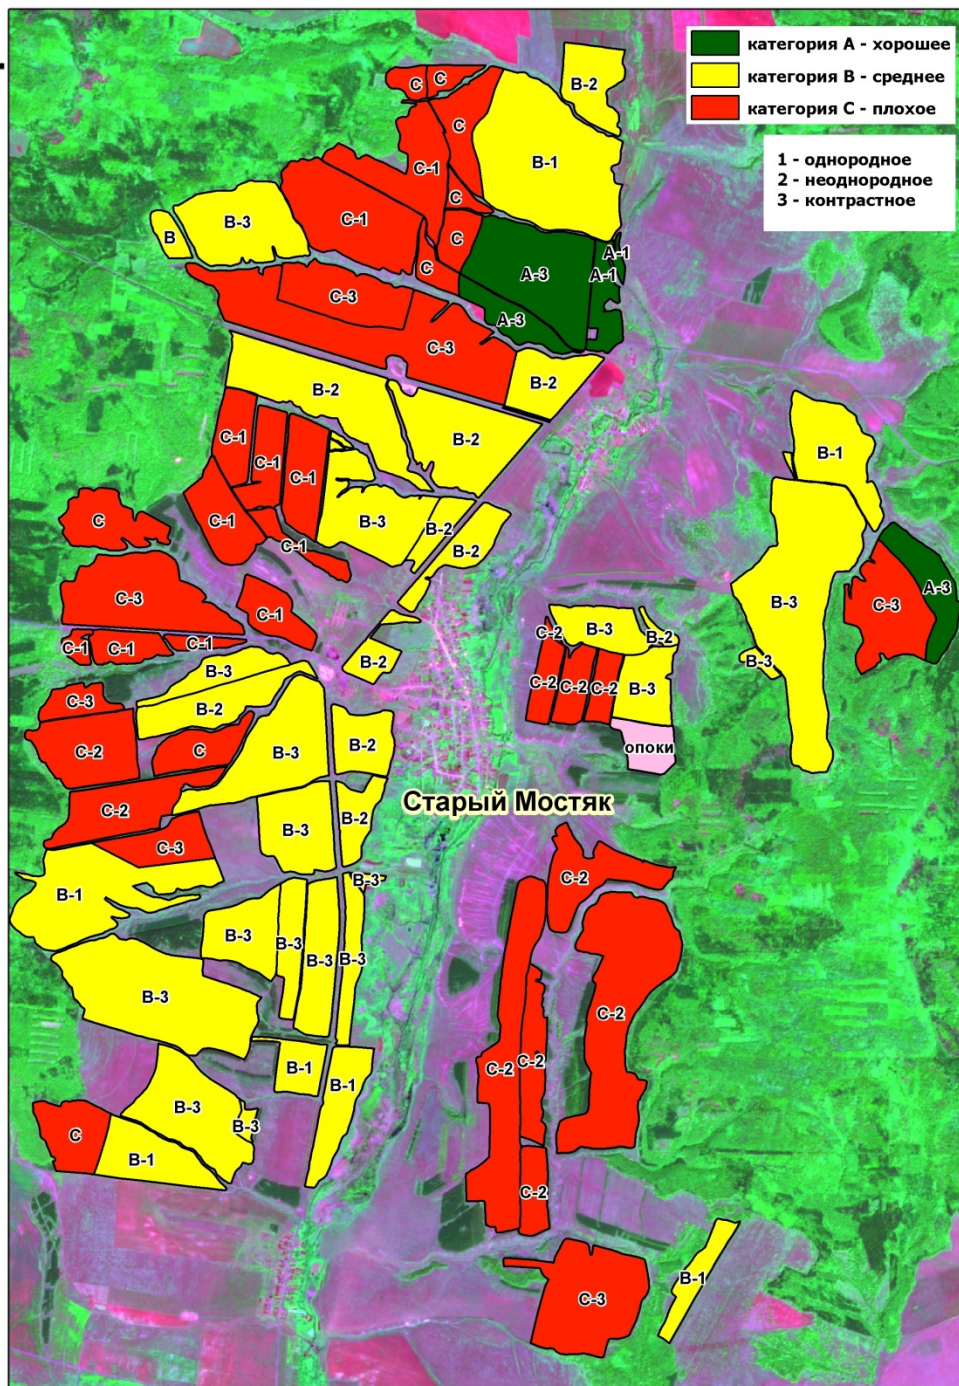 категория А - хорошее
категория В - среднее
категория С - плохое
1 - однородное
2 - неоднородное
3 - контрастное
В-2
С
С
С
В-1
С-1
С
В-3
В
С-1
С
С
А-1
А-3
А-1
С-3
А-3
С-3
В-2
В-2
С-1
В-2
С-1
С-1
В-1
С
С-1
В-3
В-2
С-1
В-2
С-3
С-1
В-3
А-3
С-3
С-1
С-1
С-1
С-2
В-3
В-2
В-2
В-3
В-3
С-2
С-2
С-2
В-3
С-3
В-2
С-2
С
В-3
В-2
опоки
Старый Мостяк
С-2
В-3
В-2
С-3
В-3
С-2
В-1
В-3
В-3
В-3
В-3
В-3
С-2
С-2
С-2
В-1
В-1
В-3
В-3
С
В-1
С-2
В-1
С-3